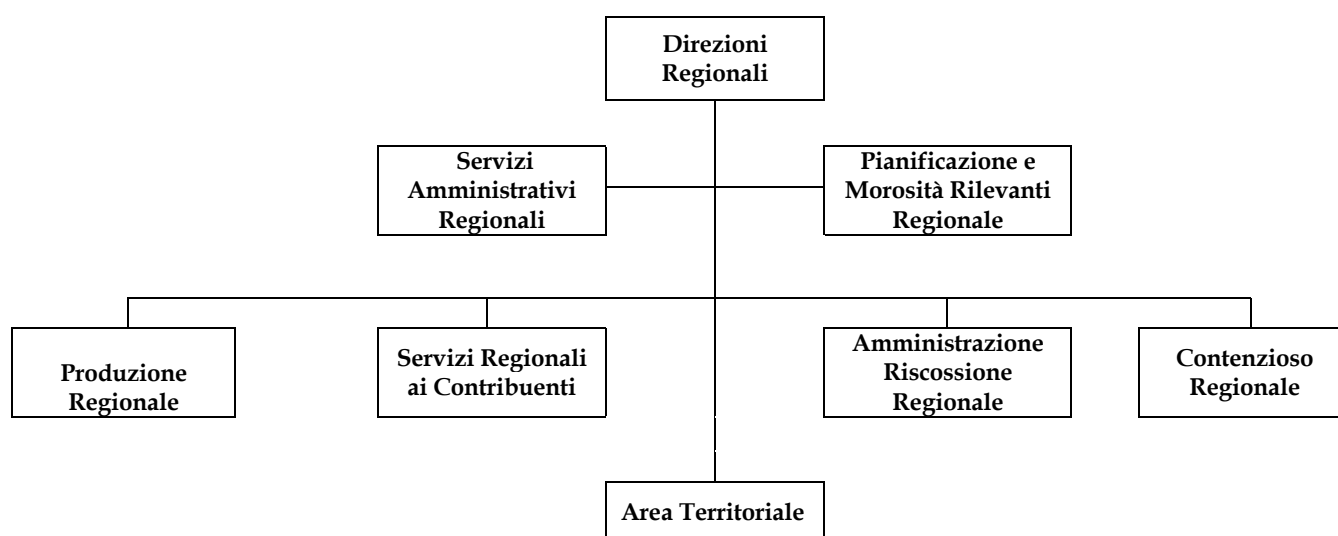 Direzioni
Regionali
Servizi
Amministrativi
Regionali
Pianificazione e
Morosità Rilevanti
Regionale
Produzione
Regionale
Servizi Regionali
ai Contribuenti
Amministrazione
Riscossione
Regionale
Contenzioso
Regionale
Area Territoriale